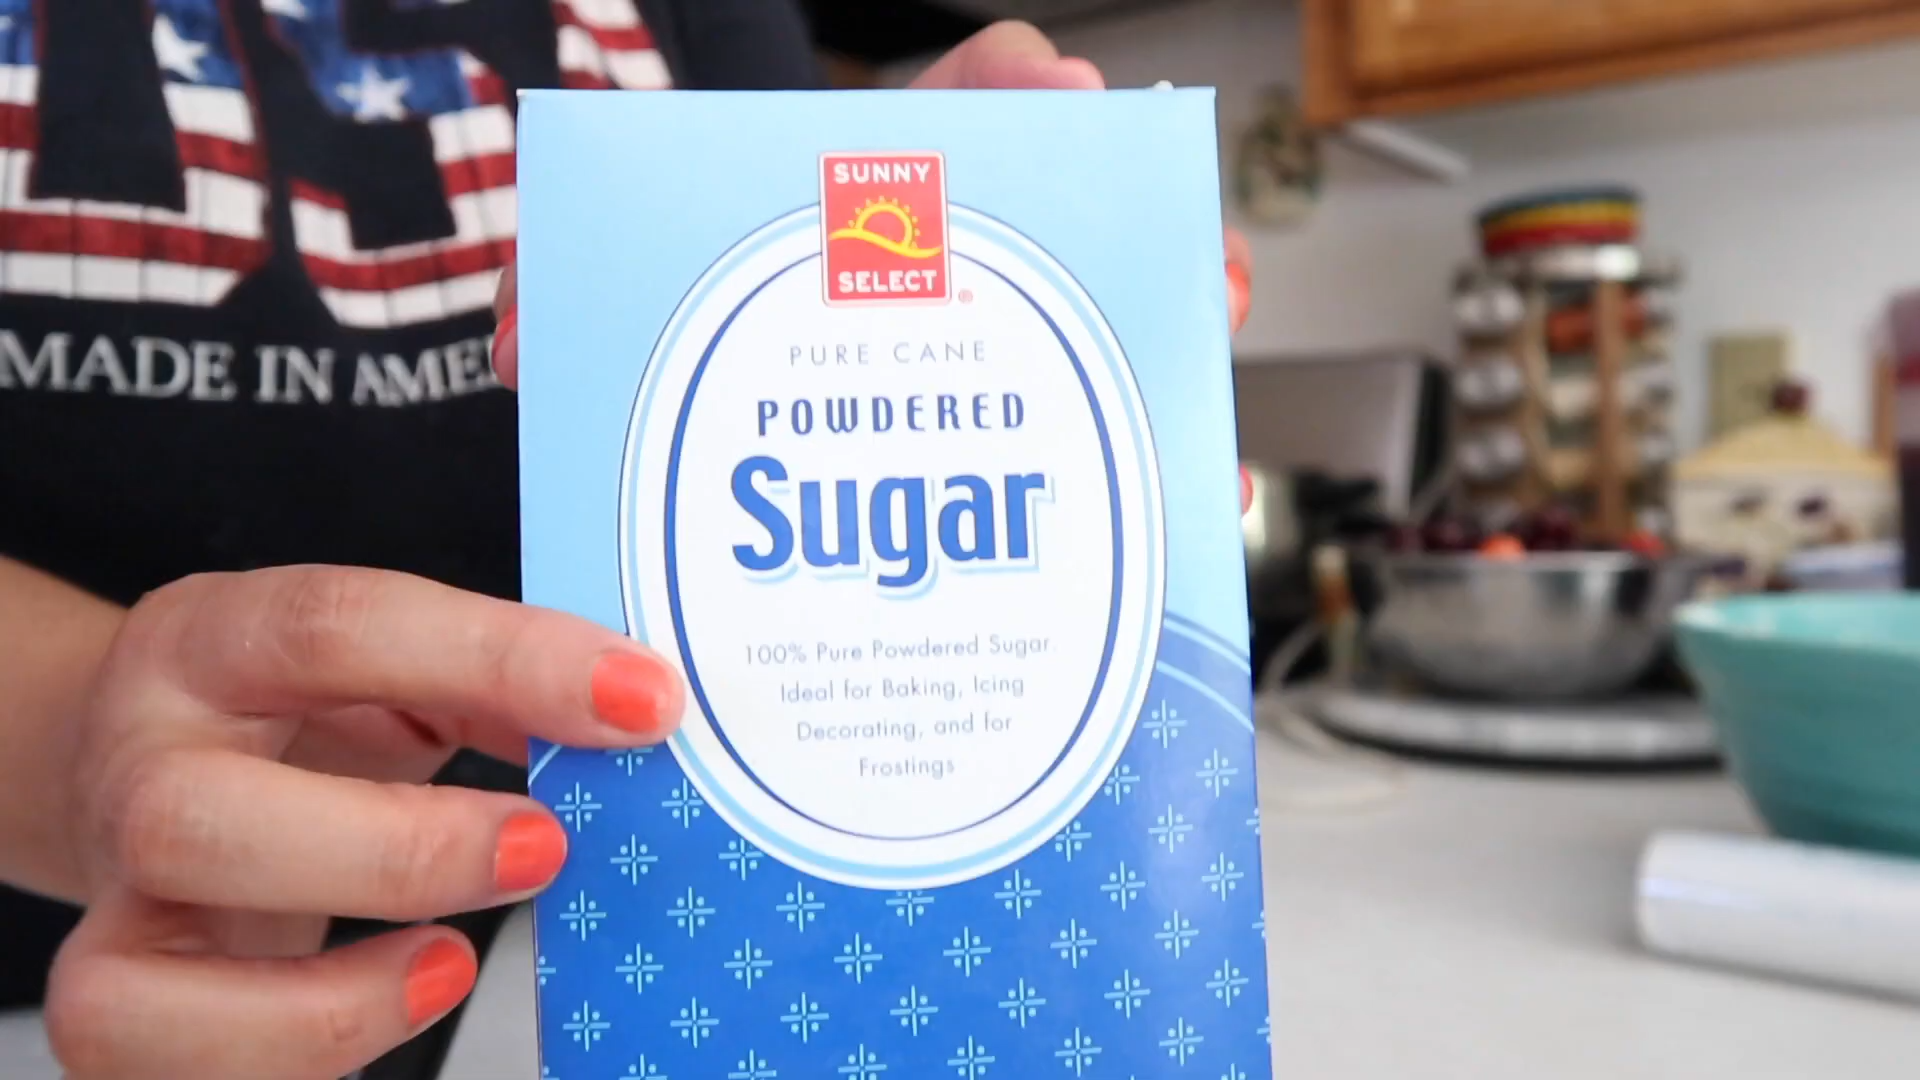 MADE IN AME
SUNNY
SELECT
®
PURE CANE
POWDERED
Sugar
100% Pure Powdered Sugar.
Ideal for Baking, Icing
Decorating, and for
Frostings